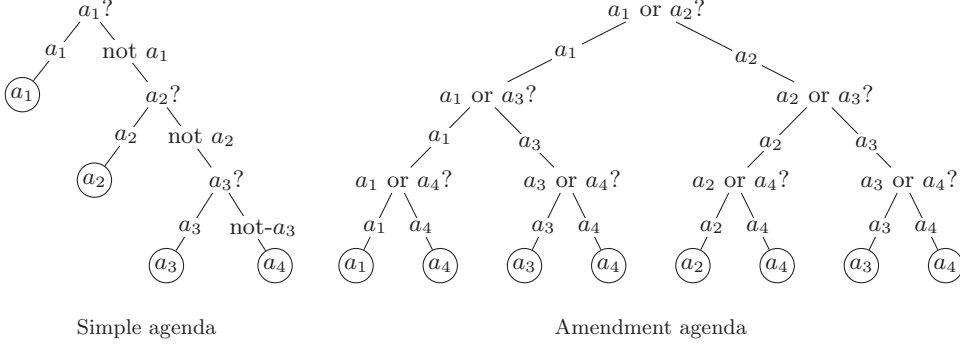 a₁? a₁ or a₂?
a₁ not a₁ a₁ a₂
a₁ a₂? a₁ or a₃? a₂ or a₃?
a₂ not a₂ a₁ a₃ a₂ a₃
a₂ a₃? a₁ or a₄? a₃ or a₄? a₂ or a₄? a₃ or a₄?
a₃ not-a₃ a₁ a₄ a₃ a₄ a₂ a₄ a₃ a₄
a₃ a₄ a₁ a₄ a₃ a₄ a₂ a₄ a₃ a₄
Simple agenda Amendment agenda